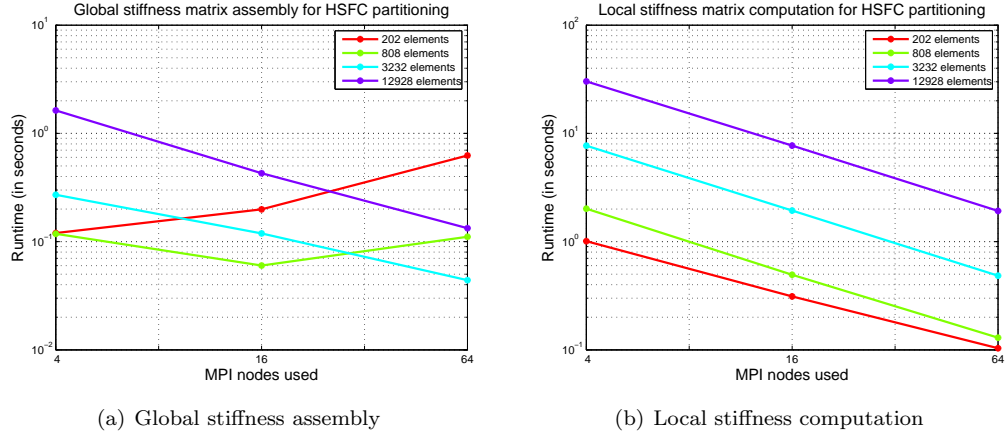 Global stiffness matrix assembly for HSFC partitioning
10^1
10^0
10^-1
10^-2
Runtime (in seconds)
202 elements
808 elements
3232 elements
12928 elements
4
16
64
MPI nodes used
(a) Global stiffness assembly
Local stiffness matrix computation for HSFC partitioning
10^2
10^1
10^0
10^-1
Runtime (in seconds)
202 elements
808 elements
3232 elements
12928 elements
4
16
64
MPI nodes used
(b) Local stiffness computation